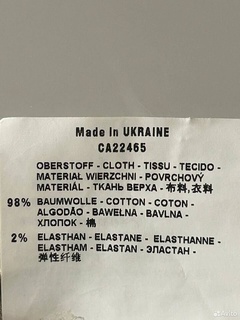 Made in UKRAINE
CA22465
OBERSTOFF - CLOTH - TISSU - TECIDO -
MATERIAŁ WIERZCHNI - POVRCHOVÝ
MATERIÁL - ТКАНЬ ВЕРХА - 布料,衣料
98% BAUMWOLLE - COTTON - COTON -
ALGODÃO - BAWEŁNA - BAVLNA -
ХЛОПОК - 棉
2% ELASTHAN - ELASTANE - ELASTHANNE -
ELASTHAM - ELASTAN - ЭЛАСТАН -
弹性纤维